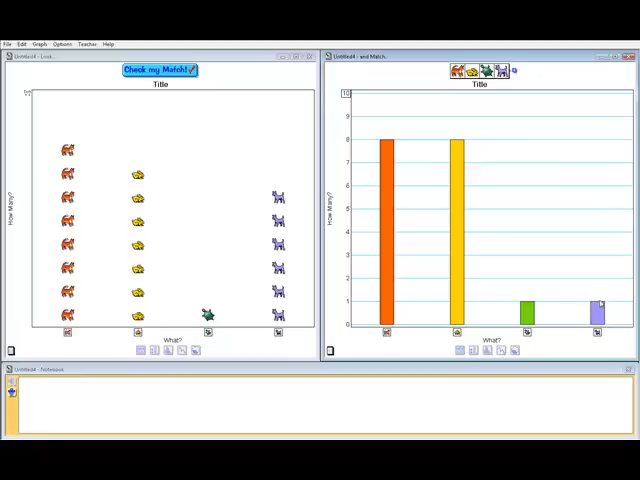 File Edit Graph Options Teacher Help
Untitled4 - Look...
Check my Match!
Title
How Many?
What?
Untitled4 - and Match.
Title
10
9
8
7
6
5
4
3
2
1
0
How Many?
What?
Untitled4 - Notebook